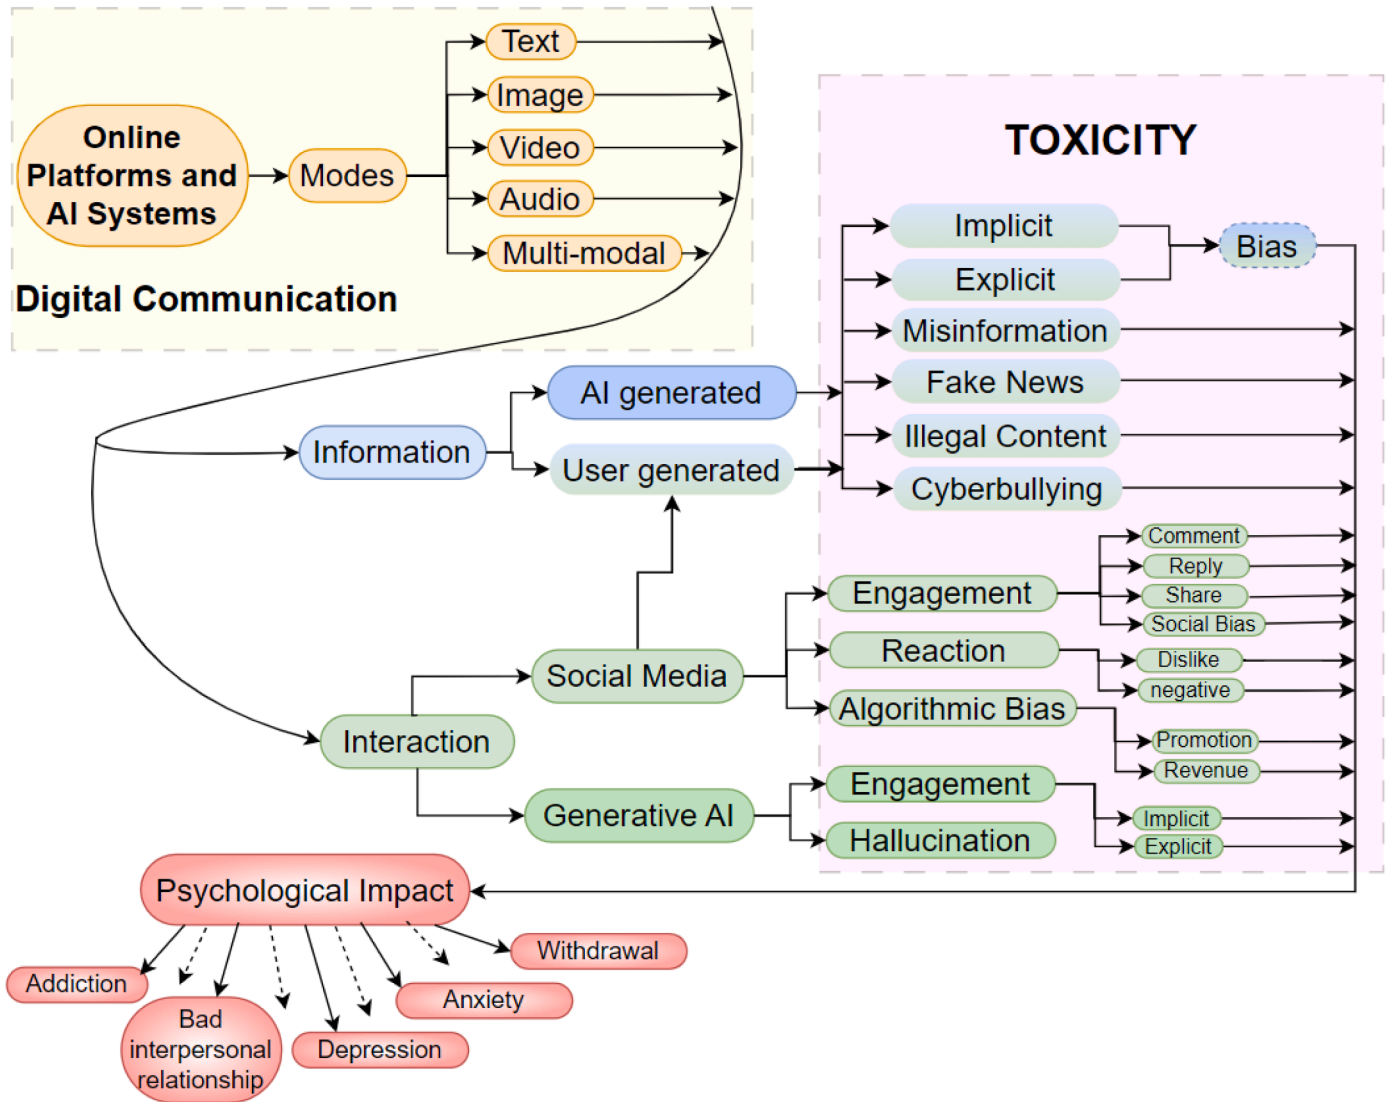 Online
Platforms and
AI Systems
Modes
Text
Image
Video
Audio
Multi-modal
Digital Communication
TOXICITY
Implicit
Explicit
Bias
Misinformation
Fake News
Illegal Content
Cyberbullying
Information
AI generated
User generated
Interaction
Social Media
Engagement
Comment
Reply
Share
Social Bias
Reaction
Dislike
negative
Algorithmic Bias
Promotion
Revenue
Generative AI
Engagement
Implicit
Explicit
Hallucination
Psychological Impact
Addiction
Bad
interpersonal
relationship
Depression
Anxiety
Withdrawal